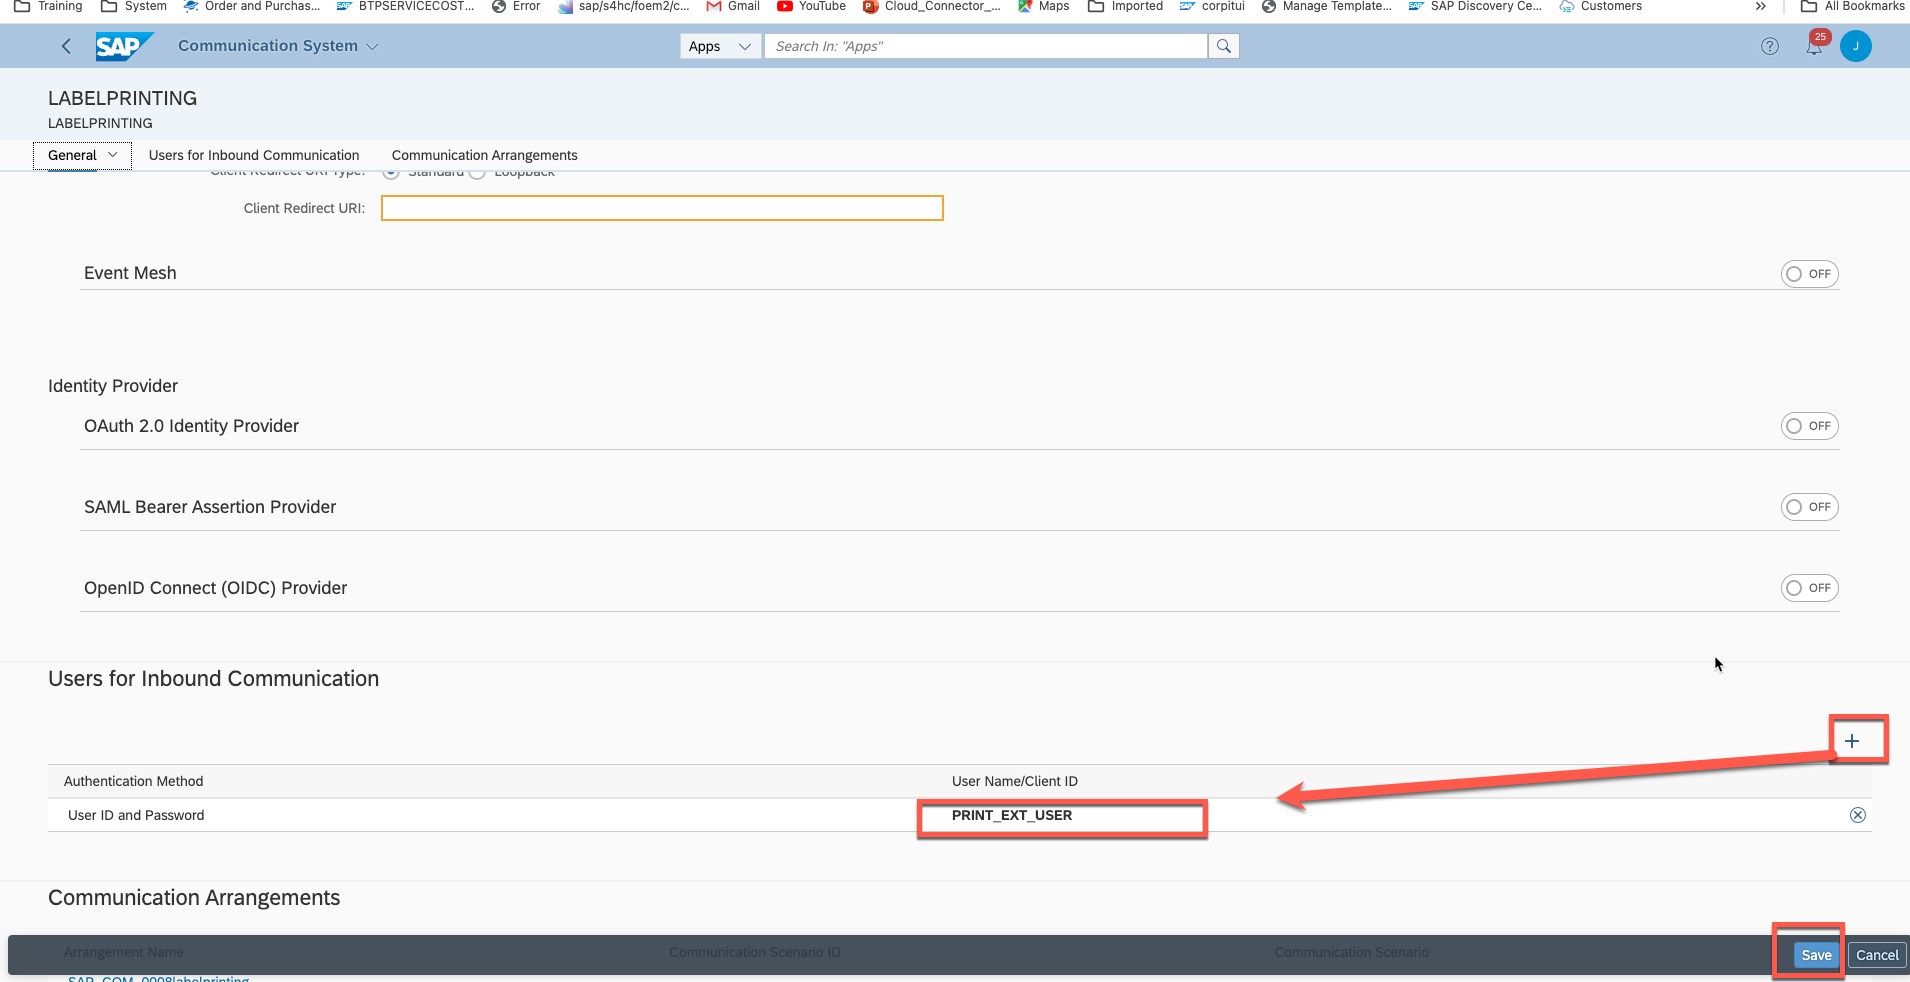 Training System Order and Purchas... BTPSERVICECOST... Error sap/s4hc/foem2/c... Gmail YouTube Cloud_Connector_... Maps Imported corpitui Manage Template... SAP Discovery Ce... Customers » All Bookmarks
SAP Communication System Apps Search In: "Apps" 25 J
LABELPRINTING
LABELPRINTING
General Users for Inbound Communication Communication Arrangements
Client Redirect URI Type: Standard Loopback
Client Redirect URI:
Event Mesh OFF
Identity Provider
OAuth 2.0 Identity Provider OFF
SAML Bearer Assertion Provider OFF
OpenID Connect (OIDC) Provider OFF
Users for Inbound Communication
Authentication Method User Name/Client ID
User ID and Password PRINT_EXT_USER
Communication Arrangements
Arrangement Name Communication Scenario ID Communication Scenario
Save Cancel
SAP_COM_0008labelprinting